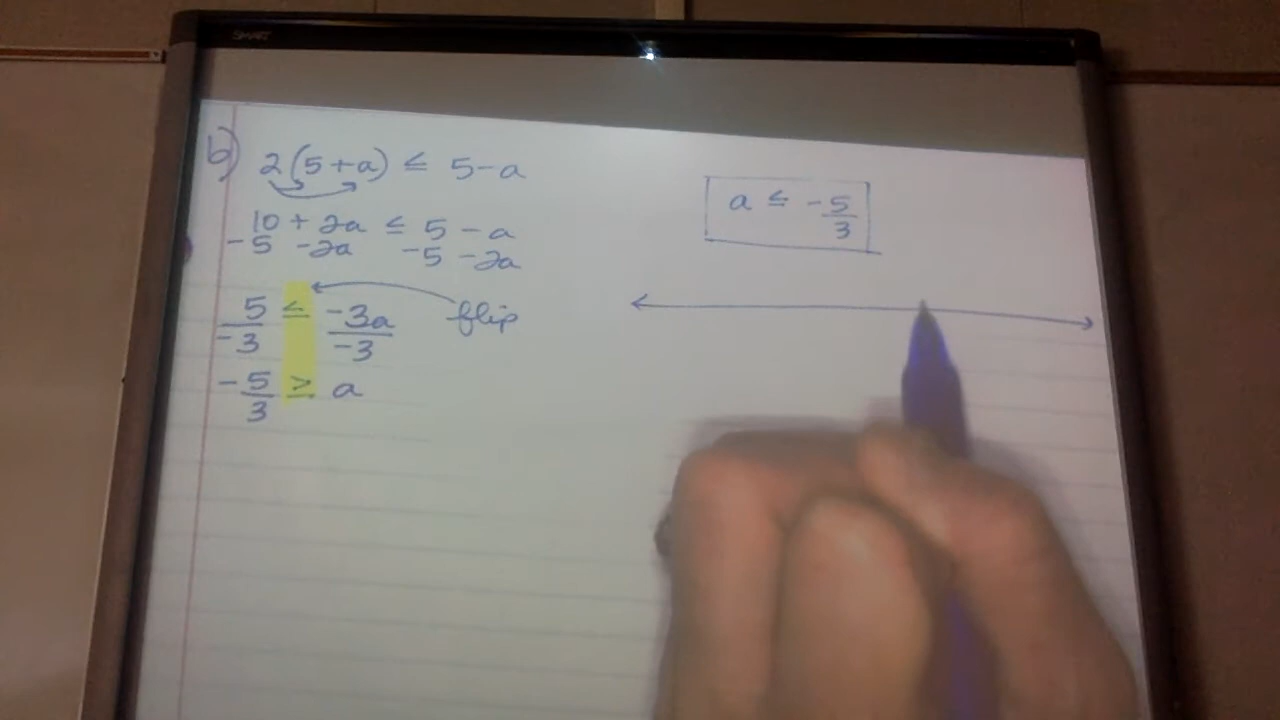 SMART
b) 2(5+a) ≤ 5-a
10 + 2a ≤ 5 - a
-5 -2a -5 -2a
5/-3 ≤ -3a/-3 flip
-5/3 ≥ a
a ≤ -5/3